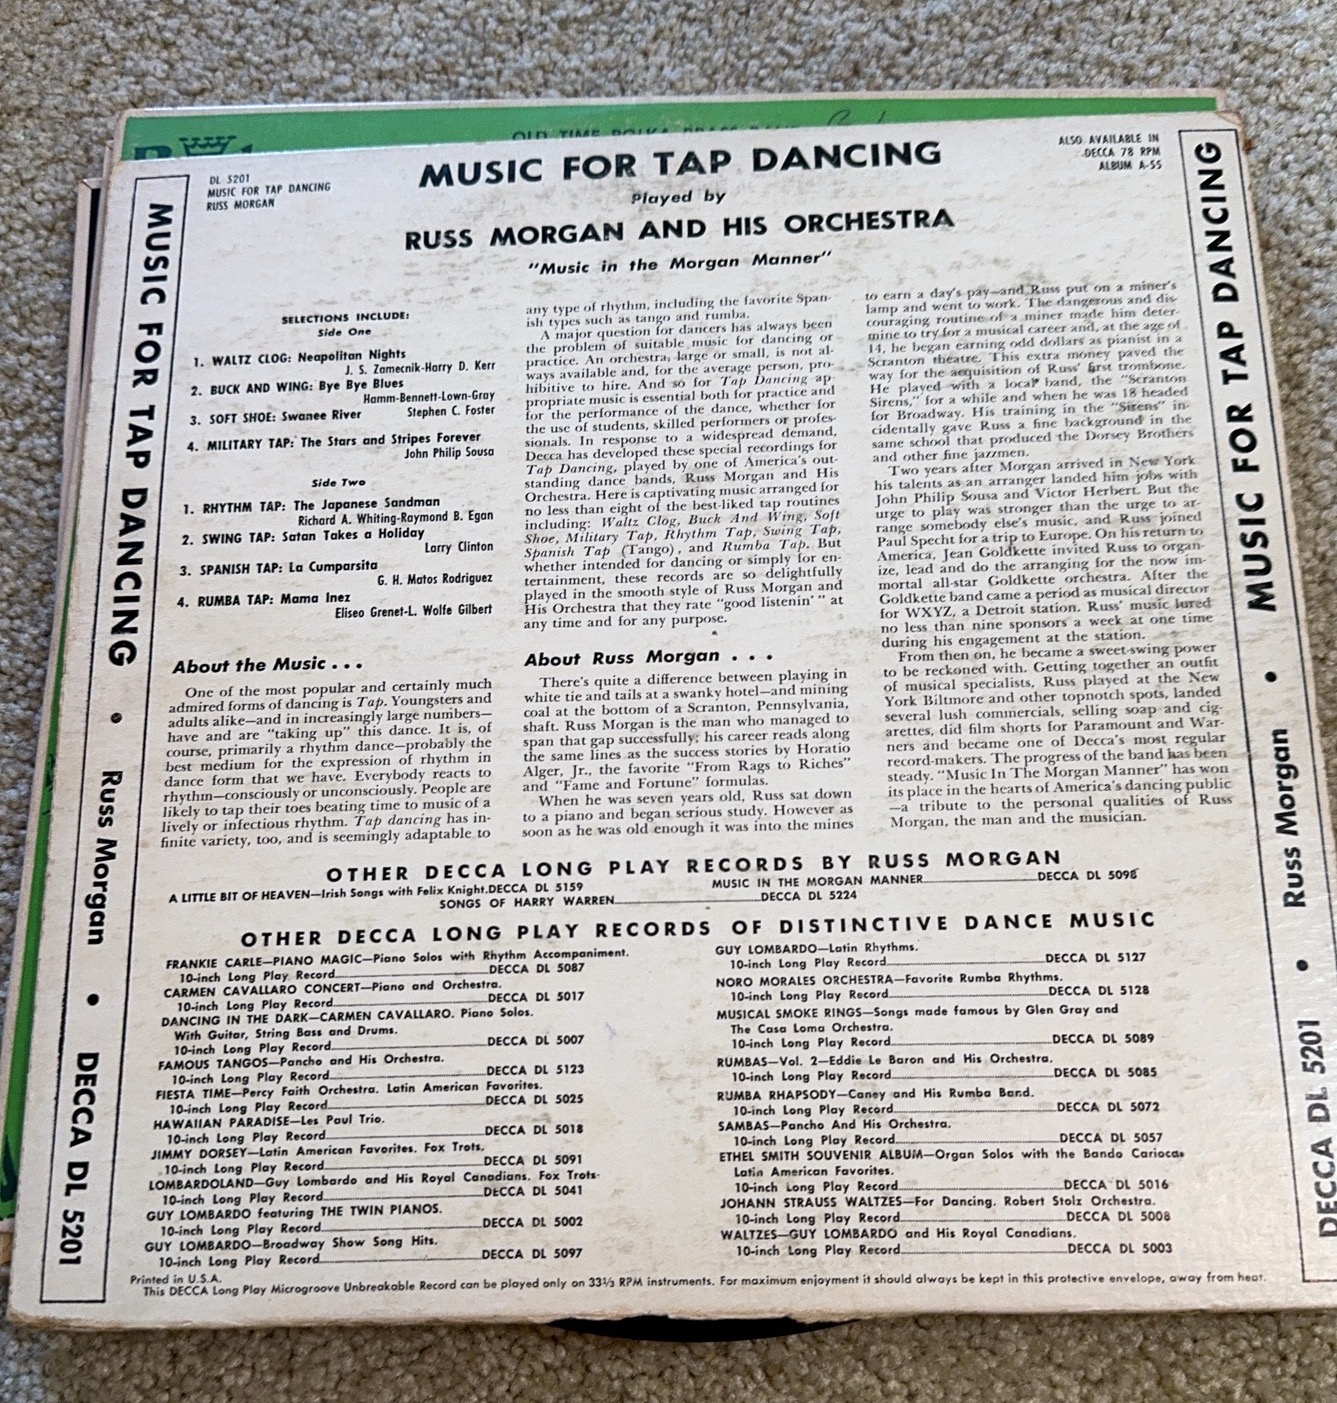 OLD TIME POLKA BRASS BAND
DL 5201
MUSIC FOR TAP DANCING
RUSS MORGAN
MUSIC FOR TAP DANCING
Played by
RUSS MORGAN AND HIS ORCHESTRA
"Music in the Morgan Manner"
ALSO AVAILABLE IN
DECCA 78 RPM
ALBUM A-55
MUSIC FOR TAP DANCING • Russ Morgan • DECCA DL 5201
SELECTIONS INCLUDE:
Side One
1. WALTZ CLOG: Neapolitan Nights
J. S. Zamecnik-Harry D. Kerr
2. BUCK AND WING: Bye Bye Blues
Hamm-Bennett-Lown-Gray
3. SOFT SHOE: Swanee River Stephen C. Foster
4. MILITARY TAP: The Stars and Stripes Forever
John Philip Sousa
Side Two
1. RHYTHM TAP: The Japanese Sandman
Richard A. Whiting-Raymond B. Egan
2. SWING TAP: Satan Takes a Holiday
Larry Clinton
3. SPANISH TAP: La Cumparsita
G. H. Matos Rodriguez
4. RUMBA TAP: Mama Inez
Eliseo Grenet-L. Wolfe Gilbert
About the Music . . .
One of the most popular and certainly much
admired forms of dancing is Tap. Youngsters and
adults alike—and in increasingly large numbers—
have and are "taking up" this dance. It is, of
course, primarily a rhythm dance—probably the
best medium for the expression of rhythm in
dance form that we have. Everybody reacts to
rhythm—consciously or unconsciously. People are
likely to tap their toes beating time to music of a
lively or infectious rhythm. Tap dancing has in-
finite variety, too, and is seemingly adaptable to
any type of rhythm, including the favorite Span-
ish types such as tango and rumba.
A major question for dancers has always been
the problem of suitable music for dancing or
practice. An orchestra, large or small, is not al-
ways available and, for the average person, pro-
hibitive to hire. And so for Tap Dancing ap-
propriate music is essential both for practice and
for the performance of the dance, whether for
the use of students, skilled performers or profes-
sionals. In response to a widespread demand,
Decca has developed these special recordings for
Tap Dancing, played by one of America's out-
standing dance bands, Russ Morgan and His
Orchestra. Here is captivating music arranged for
no less than eight of the best-liked tap routines
including: Waltz Clog, Buck And Wing, Soft
Shoe, Military Tap, Rhythm Tap, Swing Tap,
Spanish Tap (Tango), and Rumba Tap. But
whether intended for dancing or simply for en-
tertainment, these records are so delightfully
played in the smooth style of Russ Morgan and
His Orchestra that they rate "good listenin' " at
any time and for any purpose.
About Russ Morgan . . .
There's quite a difference between playing in
white tie and tails at a swanky hotel—and mining
coal at the bottom of a Scranton, Pennsylvania,
shaft. Russ Morgan is the man who managed to
span that gap successfully; his career reads along
the same lines as the success stories by Horatio
Alger, Jr., the favorite "From Rags to Riches"
and "Fame and Fortune" formulas.
When he was seven years old, Russ sat down
to a piano and began serious study. However as
soon as he was old enough it was into the mines
to earn a day's pay—and Russ put on a miner's
lamp and went to work. The dangerous and dis-
couraging routine of a miner made him deter-
mine to try for a musical career and, at the age of
14, he began earning odd dollars as pianist in a
Scranton theatre. This extra money paved the
way for the acquisition of Russ' first trombone.
He played with a local band, the "Scranton
Sirens," for a while and when he was 18 headed
for Broadway. His training in the "Sirens" in-
cidentally gave Russ a fine background in the
same school that produced the Dorsey Brothers
and other fine jazzmen.
Two years after Morgan arrived in New York
his talents as an arranger landed him jobs with
John Philip Sousa and Victor Herbert. But the
urge to play was stronger than the urge to ar-
range somebody else's music, and Russ joined
Paul Specht for a trip to Europe. On his return to
America, Jean Goldkette invited Russ to organ-
ize, lead and do the arranging for the now im-
mortal all-star Goldkette orchestra. After the
Goldkette band came a period as musical director
for WXYZ, a Detroit station. Russ' music lured
no less than nine sponsors a week at one time
during his engagement at the station.
From then on, he became a sweet-swing power
to be reckoned with. Getting together an outfit
of musical specialists, Russ played at the New
York Biltmore and other topnotch spots, landed
several lush commercials, selling soap and cig-
arettes, did film shorts for Paramount and War-
ners and became one of Decca's most regular
record-makers. The progress of the band has been
steady. "Music In The Morgan Manner" has won
its place in the hearts of America's dancing public
—a tribute to the personal qualities of Russ
Morgan, the man and the musician.
OTHER DECCA LONG PLAY RECORDS BY RUSS MORGAN
A LITTLE BIT OF HEAVEN—Irish Songs with Felix Knight.DECCA DL 5159
MUSIC IN THE MORGAN MANNER DECCA DL 5098
SONGS OF HARRY WARREN DECCA DL 5224
OTHER DECCA LONG PLAY RECORDS OF DISTINCTIVE DANCE MUSIC
FRANKIE CARLE—PIANO MAGIC—Piano Solos with Rhythm Accompaniment.
10-inch Long Play Record DECCA DL 5087
CARMEN CAVALLARO CONCERT—Piano and Orchestra.
10-inch Long Play Record DECCA DL 5017
DANCING IN THE DARK—CARMEN CAVALLARO. Piano Solos.
With Guitar, String Bass and Drums.
10-inch Long Play Record DECCA DL 5007
FAMOUS TANGOS—Pancho and His Orchestra.
10-inch Long Play Record DECCA DL 5123
FIESTA TIME—Percy Faith Orchestra. Latin American Favorites.
10-inch Long Play Record DECCA DL 5025
HAWAIIAN PARADISE—Les Paul Trio.
10-inch Long Play Record DECCA DL 5018
JIMMY DORSEY—Latin American Favorites. Fox Trots.
10-inch Long Play Record DECCA DL 5091
LOMBARDOLAND—Guy Lombardo and His Royal Canadians. Fox Trots.
10-inch Long Play Record DECCA DL 5041
GUY LOMBARDO featuring THE TWIN PIANOS.
10-inch Long Play Record DECCA DL 5002
GUY LOMBARDO—Broadway Show Song Hits.
10-inch Long Play Record DECCA DL 5097
GUY LOMBARDO—Latin Rhythms.
10-inch Long Play Record DECCA DL 5127
NORO MORALES ORCHESTRA—Favorite Rumba Rhythms.
10-inch Long Play Record DECCA DL 5128
MUSICAL SMOKE RINGS—Songs made famous by Glen Gray and
The Casa Loma Orchestra.
10-inch Long Play Record DECCA DL 5089
RUMBAS—Vol. 2—Eddie Le Baron and His Orchestra.
10-inch Long Play Record DECCA DL 5085
RUMBA RHAPSODY—Caney and His Rumba Band.
10-inch Long Play Record DECCA DL 5072
SAMBAS—Pancho And His Orchestra.
10-inch Long Play Record DECCA DL 5057
ETHEL SMITH SOUVENIR ALBUM—Organ Solos with the Bando Carioca.
Latin American Favorites.
10-inch Long Play Record DECCA DL 5016
JOHANN STRAUSS WALTZES—For Dancing. Robert Stolz Orchestra.
10-inch Long Play Record DECCA DL 5008
WALTZES—GUY LOMBARDO and His Royal Canadians.
10-inch Long Play Record DECCA DL 5003
Printed in U.S.A.
This DECCA Long Play Microgroove Unbreakable Record can be played only on 33⅓ RPM instruments. For maximum enjoyment it should always be kept in this protective envelope, away from heat.
MUSIC FOR TAP DANCING • Russ Morgan • DECCA DL 5201
MUSIC FOR TAP DANCING